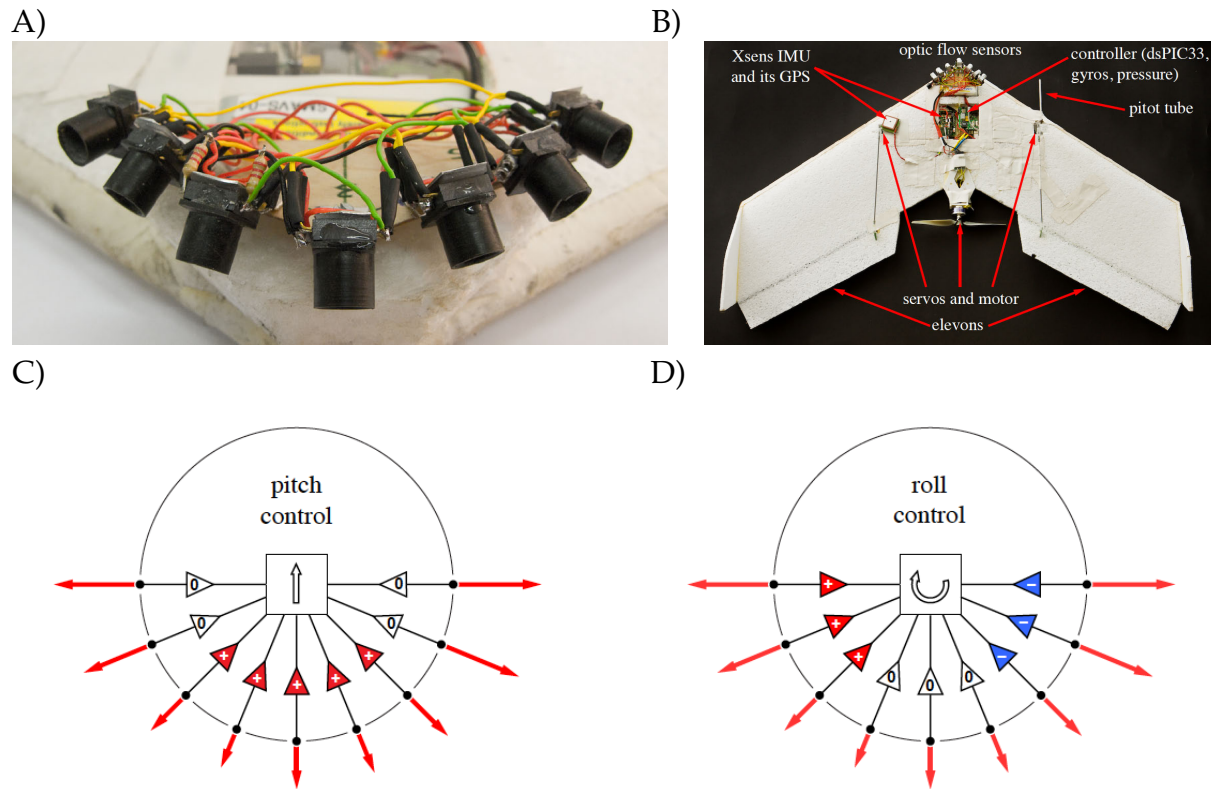 A)
B)
Xsens IMU
and its GPS
optic flow sensors
controller (dsPIC33,
gyros, pressure)
pitot tube
servos and motor
elevons
C)
D)
pitch
control
0
0
0
0
+
+
+
+
+
roll
control
+
−
+
−
+
−
0
0
0